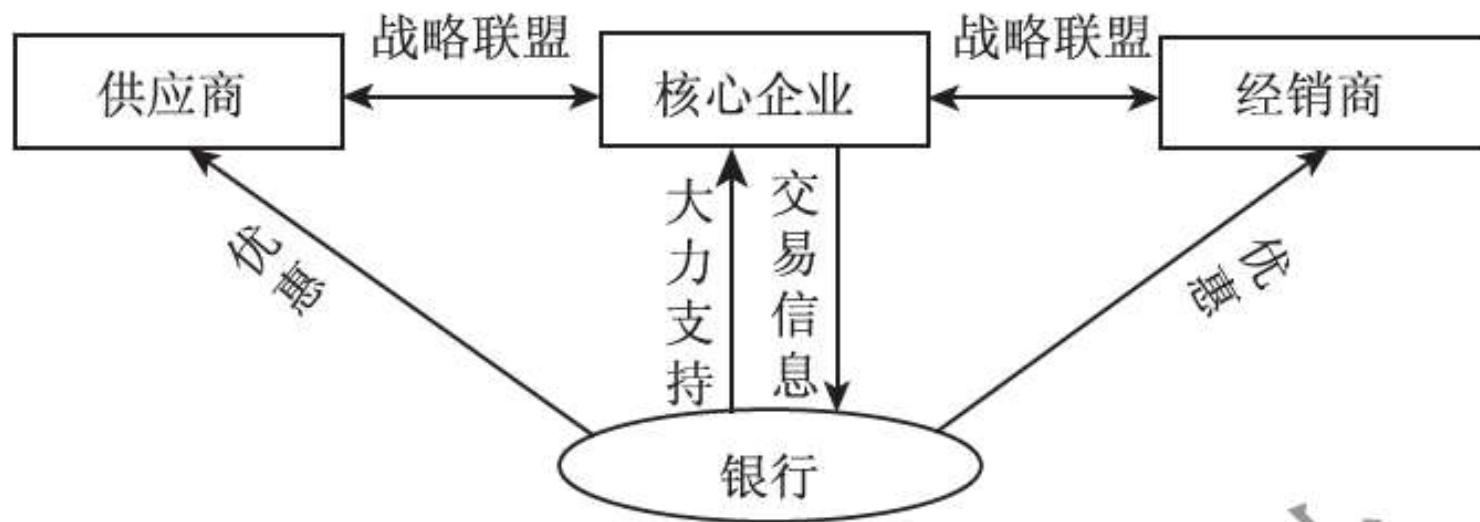 战略联盟
战略联盟
供应商
核心企业
经销商
大力支持
交易信息
优惠
优惠
银行